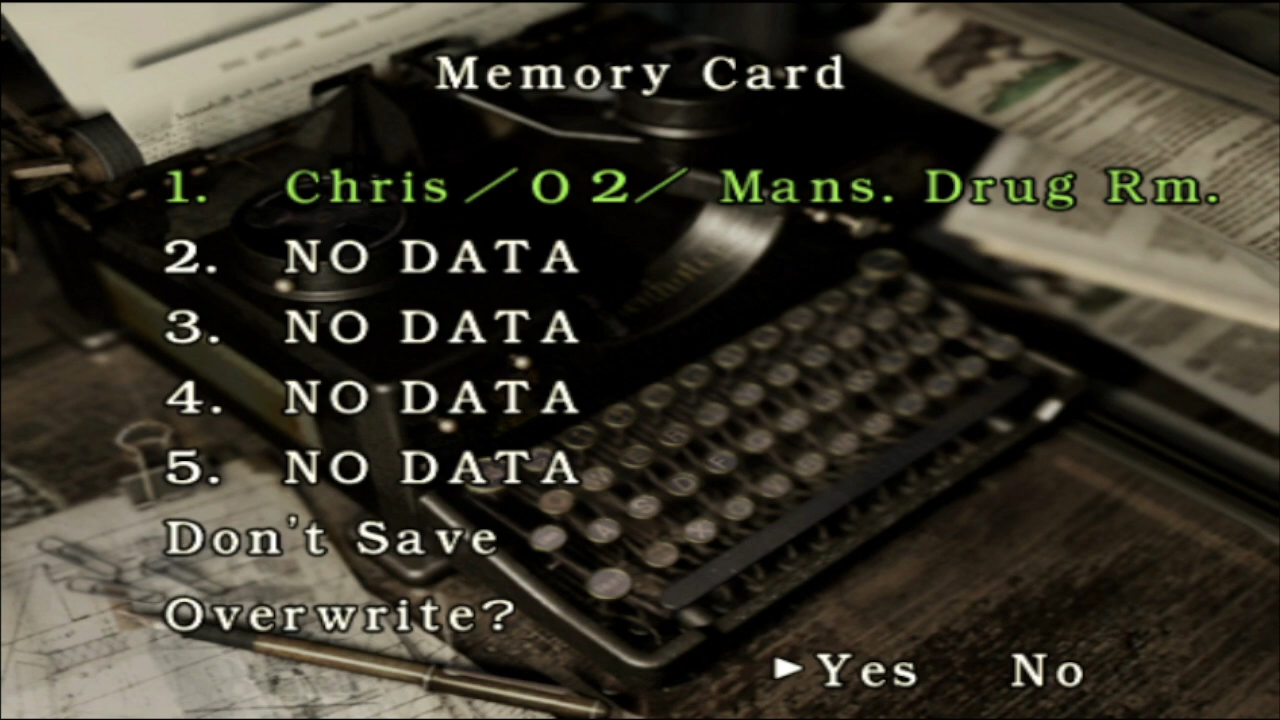 Memory Card
1. Chris/02/ Mans. Drug Rm.
2. NO DATA
3. NO DATA
4. NO DATA
5. NO DATA
Don't Save
Overwrite?
►Yes No